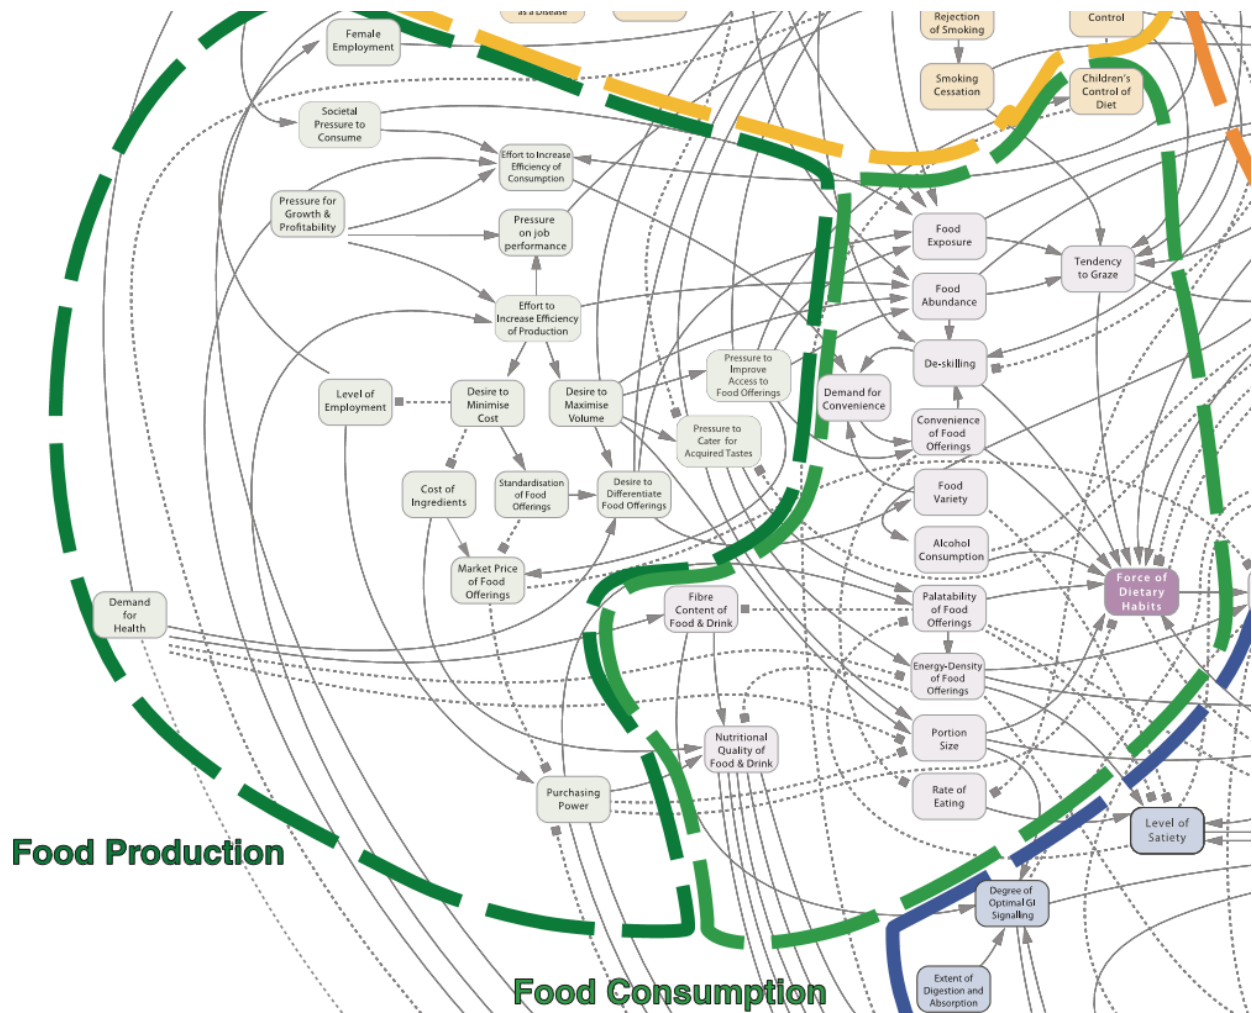 as a Disease
Rejection
of Smoking
Control
Female
Employment
Smoking
Cessation
Children's
Control of
Diet
Societal
Pressure to
Consume
Effort to Increase
Efficiency of
Consumption
Pressure for
Growth &
Profitability
Pressure
on job
performance
Food
Exposure
Tendency
to Graze
Food
Abundance
Effort to
Increase Efficiency
of Production
De-skilling
Pressure to
Improve
Access to
Food Offerings
Level of
Employment
Desire to
Minimise
Cost
Desire to
Maximise
Volume
Demand for
Convenience
Convenience
of Food
Offerings
Pressure to
Cater for
Acquired Tastes
Cost of
Ingredients
Standardisation
of Food
Offerings
Desire to
Differentiate
Food Offerings
Food
Variety
Alcohol
Consumption
Market Price
of Food
Offerings
Force of
Dietary
Habits
Demand
for
Health
Fibre
Content of
Food & Drink
Palatability
of Food
Offerings
Energy-Density
of Food
Offerings
Nutritional
Quality of
Food & Drink
Portion
Size
Purchasing
Power
Rate of
Eating
Level of
Satiety
Food Production
Degree of
Optimal GI
Signalling
Extent of
Digestion and
Absorption
Food Consumption